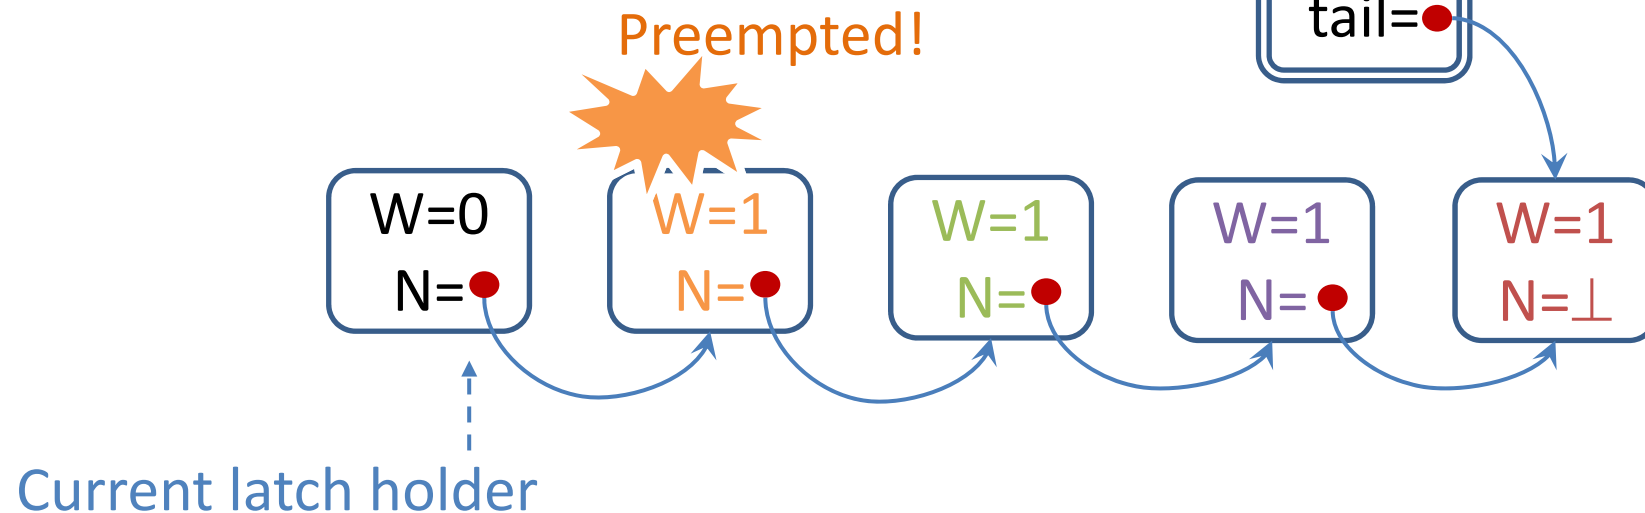 Preempted!
tail=
W=0
N=
W=1
N=
W=1
N=
W=1
N=
W=1
N=⊥
Current latch holder